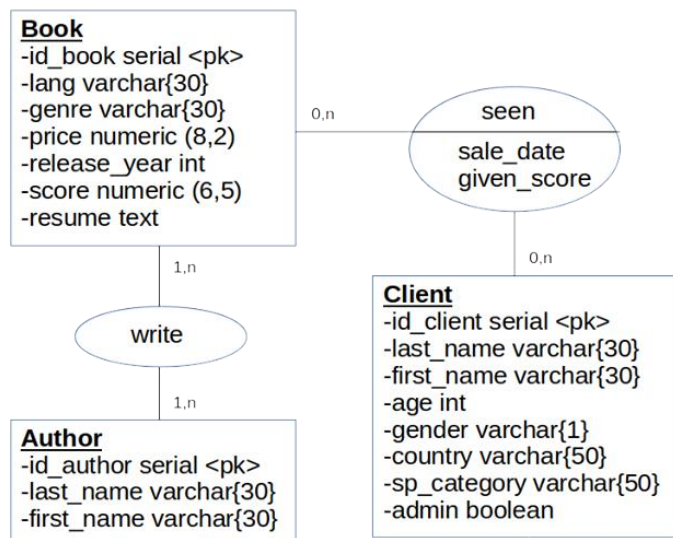 Book
-id_book serial <pk>
-lang varchar{30}
-genre varchar{30}
-price numeric (8,2)
-release_year int
-score numeric (6,5)
-resume text
0,n
seen
sale_date
given_score
1,n
write
1,n
0,n
Author
-id_author serial <pk>
-last_name varchar{30}
-first_name varchar{30}
Client
-id_client serial <pk>
-last_name varchar{30}
-first_name varchar{30}
-age int
-gender varchar{1}
-country varchar{50}
-sp_category varchar{50}
-admin boolean